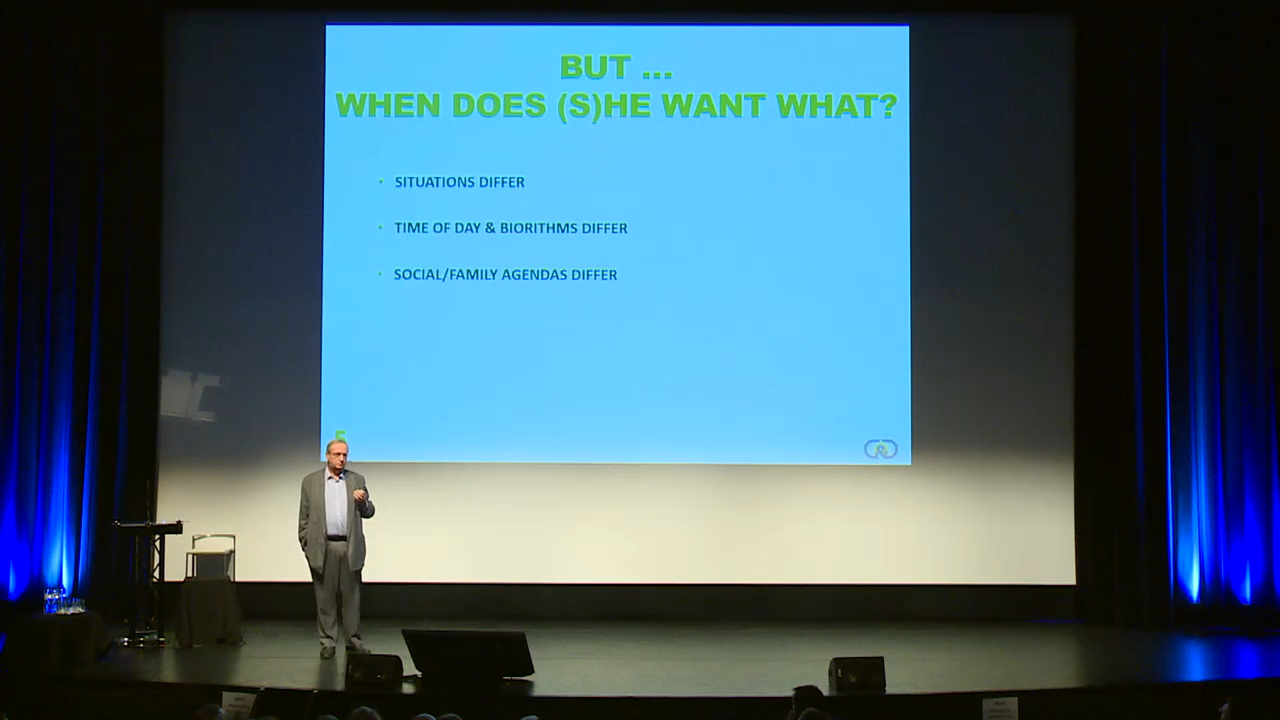 BUT ...
WHEN DOES (S)HE WANT WHAT?
• SITUATIONS DIFFER
• TIME OF DAY & BIORITHMS DIFFER
• SOCIAL/FAMILY AGENDAS DIFFER